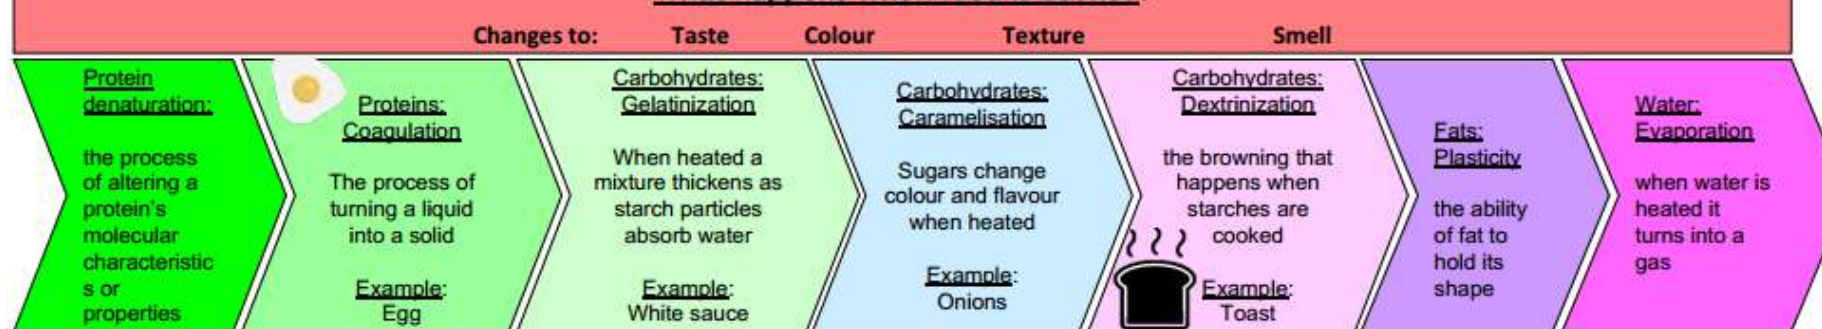 Changes to: Taste Colour Texture Smell
Protein
denaturation:
the process
of altering a
protein's
molecular
characteristic
s or
properties
Proteins:
Coagulation
The process of
turning a liquid
into a solid
Example:
Egg
Carbohydrates:
Gelatinization
When heated a
mixture thickens as
starch particles
absorb water
Example:
White sauce
Carbohydrates:
Caramelisation
Sugars change
colour and flavour
when heated
Example:
Onions
Carbohydrates:
Dextrinization
the browning that
happens when
starches are
cooked
Example:
Toast
Fats:
Plasticity
the ability
of fat to
hold its
shape
Water:
Evaporation
when water is
heated it
turns into a
gas